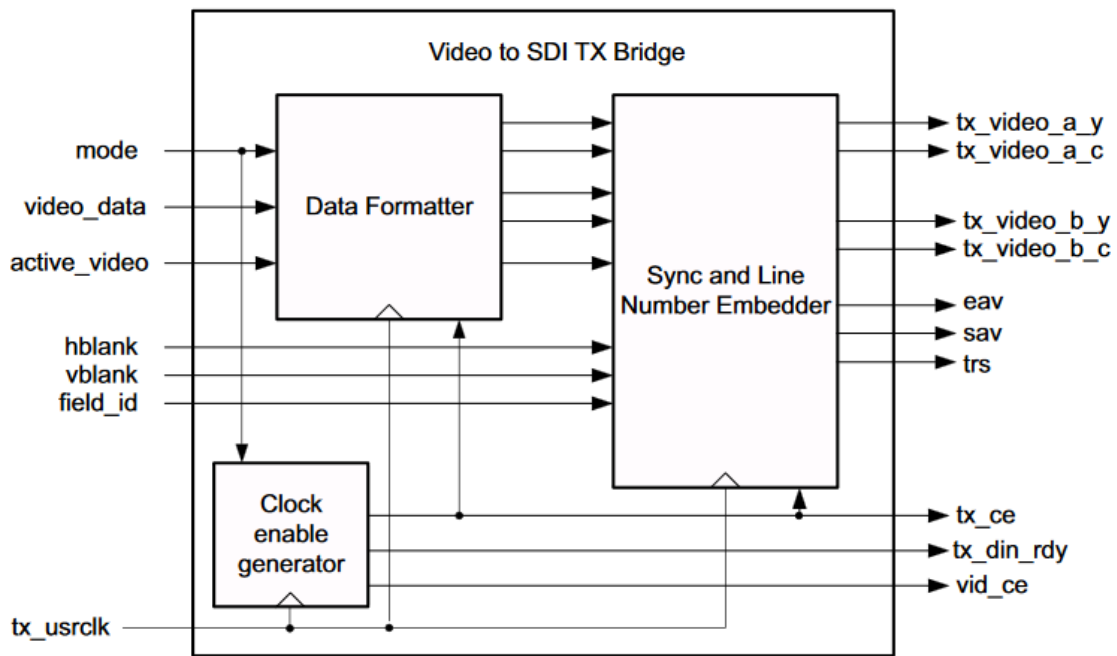 Video to SDI TX Bridge
mode
video_data
active_video
hblank
vblank
field_id
tx_usrclk
Data Formatter
Clock
enable
generator
Sync and Line
Number Embedder
tx_video_a_y
tx_video_a_c
tx_video_b_y
tx_video_b_c
eav
sav
trs
tx_ce
tx_din_rdy
vid_ce